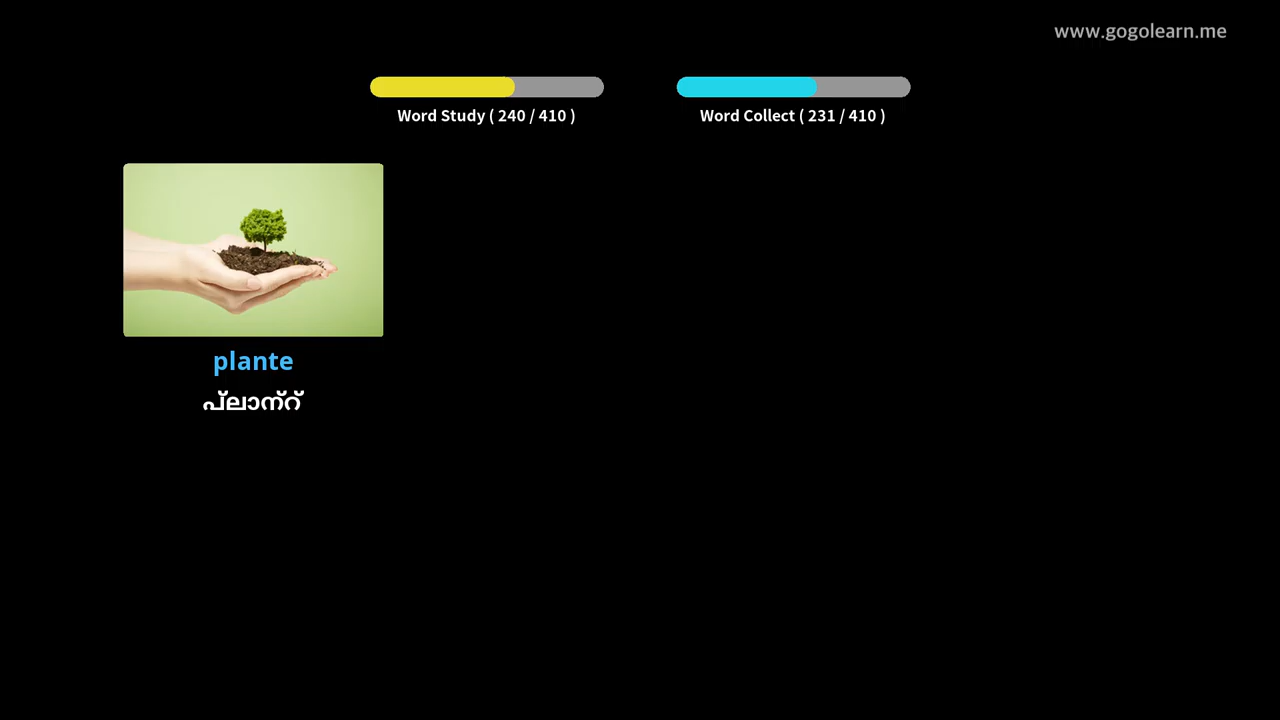 www.gogolearn.me
Word Study ( 240 / 410 )
Word Collect ( 231 / 410 )
plante
പ്ലാന്റ്